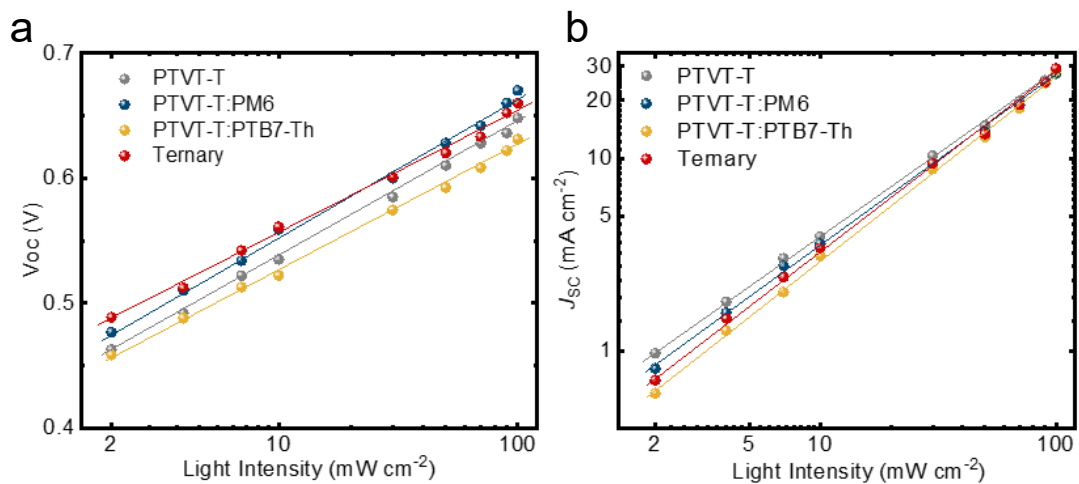 a
0.7
0.6
0.5
0.4
Voc (V)
PTVT-T
PTVT-T:PM6
PTVT-T:PTB7-Th
Ternary
2
10
100
Light Intensity (mW cm⁻²)
b
30
20
10
5
1
JSC (mA cm⁻²)
PTVT-T
PTVT-T:PM6
PTVT-T:PTB7-Th
Ternary
2
5
10
100
Light Intensity (mW cm⁻²)